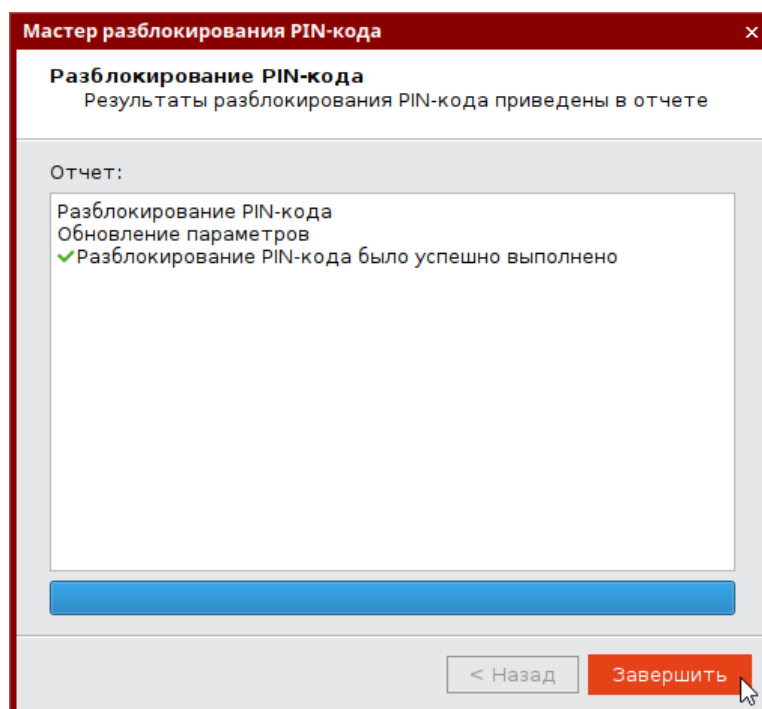 Мастер разблокирования PIN-кода
Разблокирование PIN-кода
Результаты разблокирования PIN-кода приведены в отчете
Отчет:
Разблокирование PIN-кода
Обновление параметров
Разблокирование PIN-кода было успешно выполнено
< Назад
Завершить